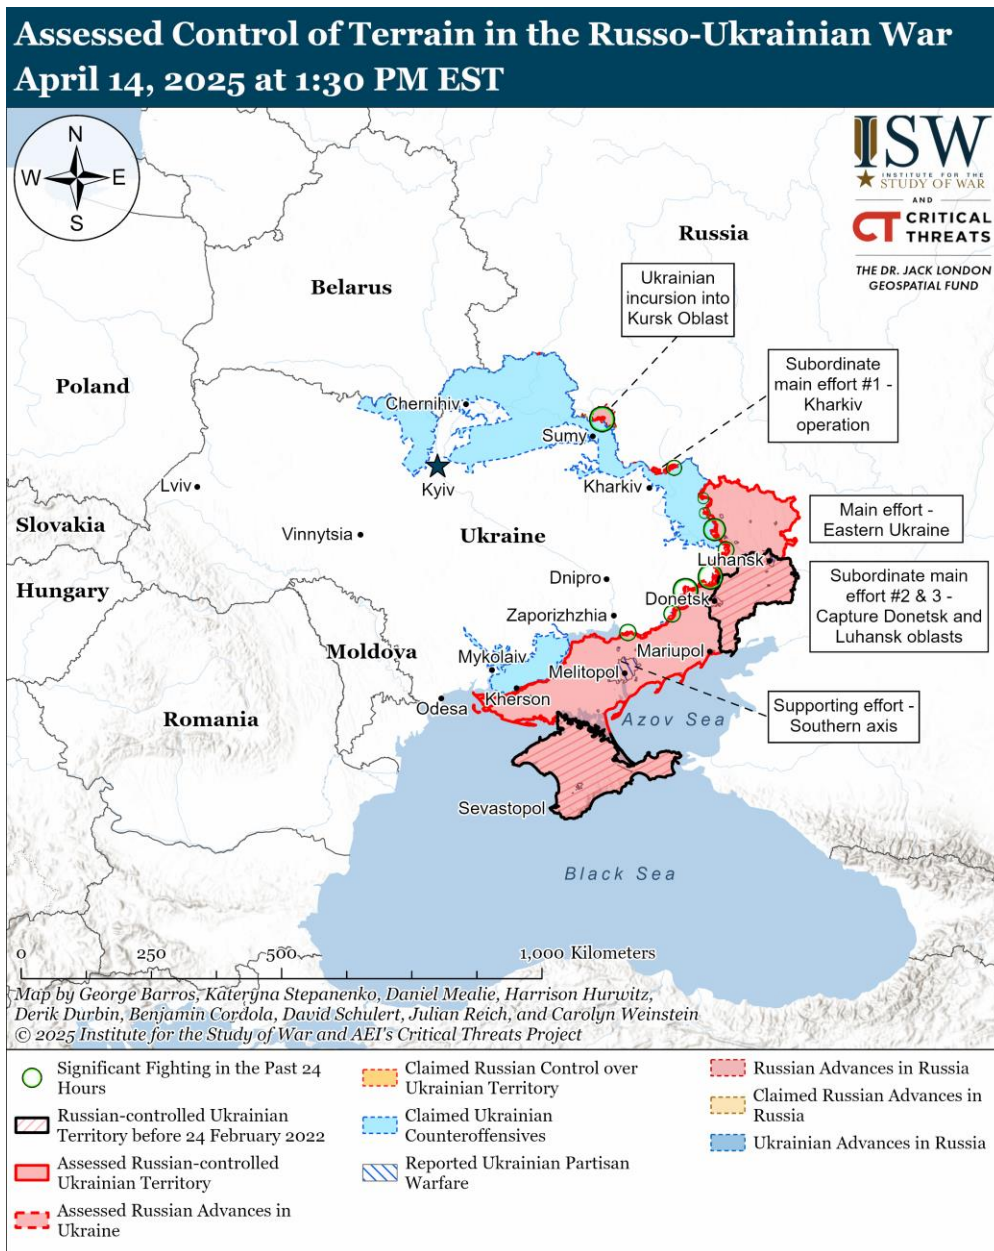 Assessed Control of Terrain in the Russo-Ukrainian War
April 14, 2025 at 1:30 PM EST
N
W
E
S
ISW
INSTITUTE FOR THE
STUDY OF WAR
AND
CT CRITICAL
THREATS
THE DR. JACK LONDON
GEOSPATIAL FUND
Russia
Belarus
Poland
Ukrainian
incursion into
Kursk Oblast
Subordinate
main effort #1 -
Kharkiv
operation
Chernihiv
Sumy
Kyiv
Kharkiv
Lviv
Slovakia
Vinnytsia
Ukraine
Main effort -
Eastern Ukraine
Luhansk
Hungary
Dnipro
Donetsk
Subordinate main
effort #2 & 3 -
Capture Donetsk and
Luhansk oblasts
Zaporizhzhia
Moldova
Mykolaiv
Mariupol
Melitopol
Kherson
Odesa
Romania
Azov Sea
Supporting effort -
Southern axis
Sevastopol
Black Sea
0
250
500
1,000 Kilometers
Map by George Barros, Kateryna Stepanenko, Daniel Mealie, Harrison Hurwitz,
Derik Durbin, Benjamin Cordola, David Schulert, Julian Reich, and Carolyn Weinstein
© 2025 Institute for the Study of War and AEI's Critical Threats Project
Significant Fighting in the Past 24
Hours
Russian-controlled Ukrainian
Territory before 24 February 2022
Assessed Russian-controlled
Ukrainian Territory
Assessed Russian Advances in
Ukraine
Claimed Russian Control over
Ukrainian Territory
Claimed Ukrainian
Counteroffensives
Reported Ukrainian Partisan
Warfare
Russian Advances in Russia
Claimed Russian Advances in
Russia
Ukrainian Advances in Russia